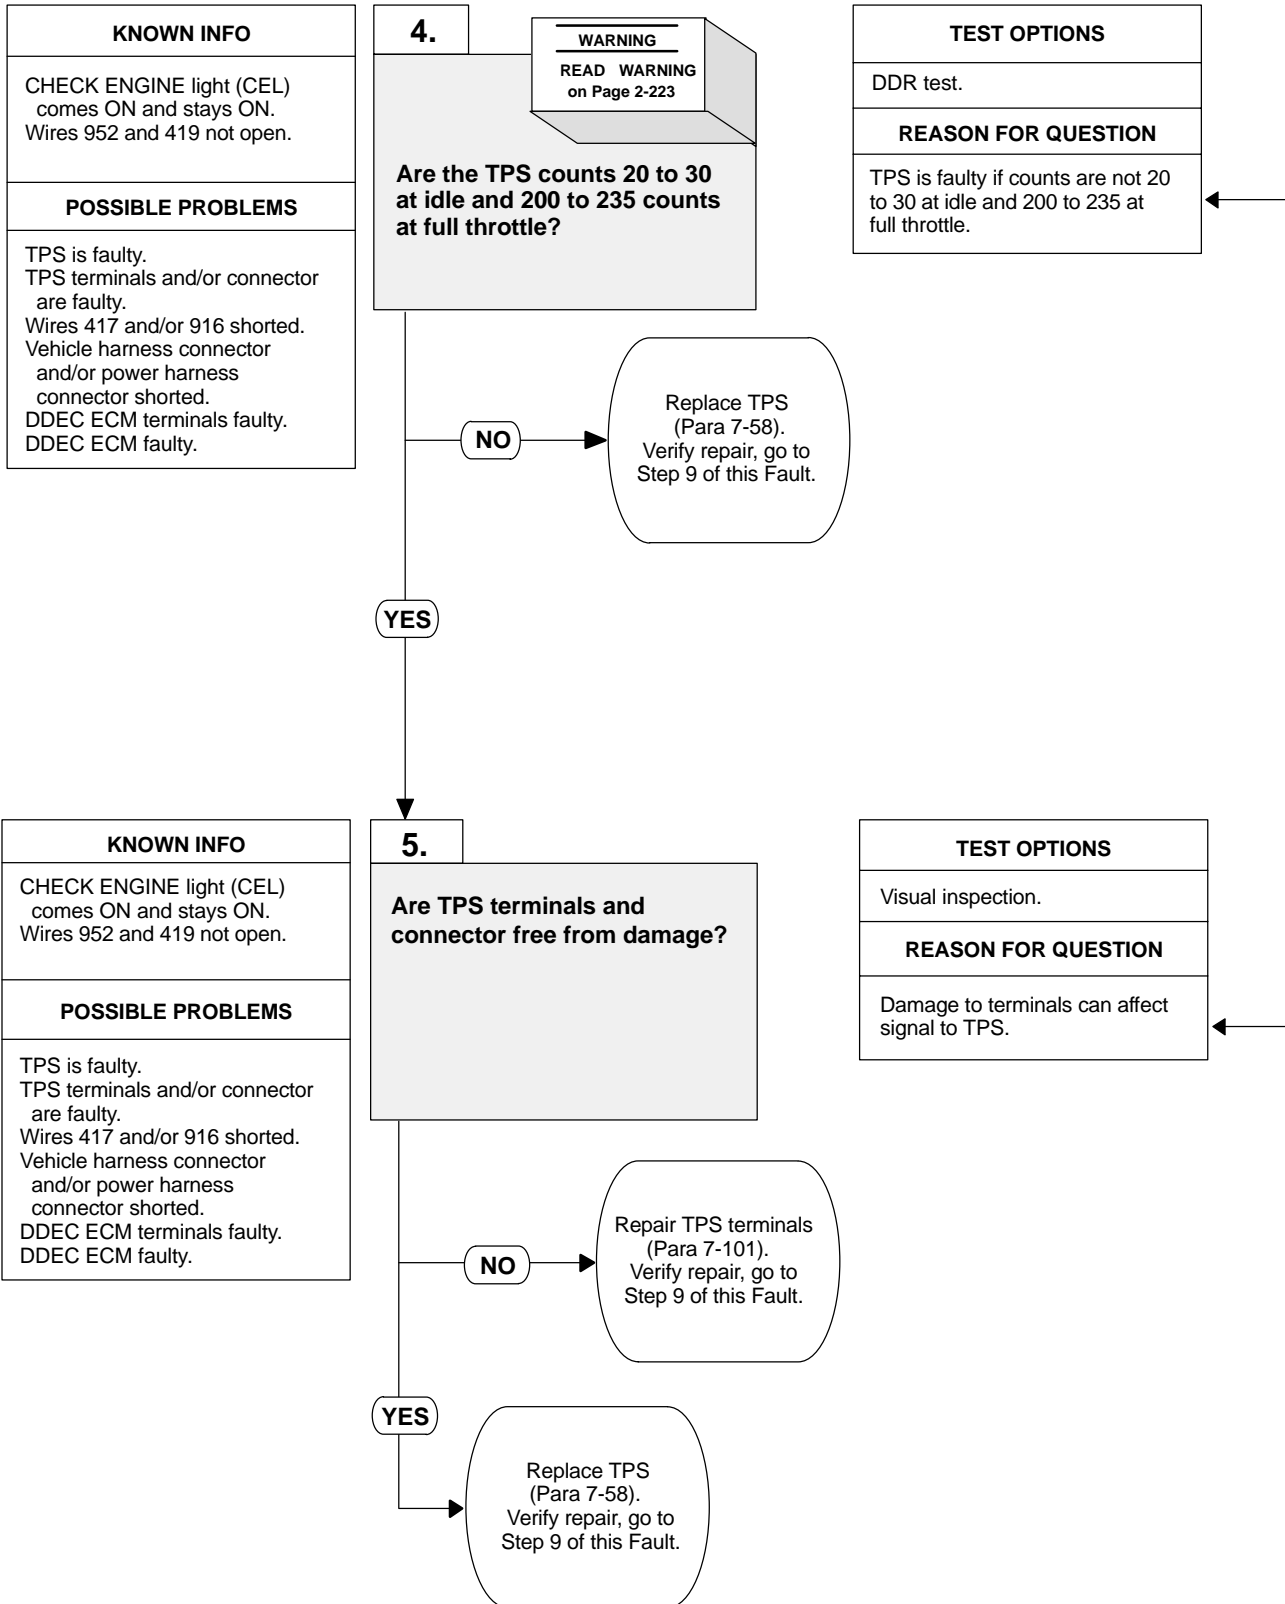 KNOWN INFO
CHECK ENGINE light (CEL)
comes ON and stays ON.
Wires 952 and 419 not open.
POSSIBLE PROBLEMS
TPS is faulty.
TPS terminals and/or connector
are faulty.
Wires 417 and/or 916 shorted.
Vehicle harness connector
and/or power harness
connector shorted.
DDEC ECM terminals faulty.
DDEC ECM faulty.
4.
WARNING
READ WARNING
on Page 2-223
Are the TPS counts 20 to 30
at idle and 200 to 235 counts
at full throttle?
TEST OPTIONS
DDR test.
REASON FOR QUESTION
TPS is faulty if counts are not 20
to 30 at idle and 200 to 235 at
full throttle.
NO
Replace TPS
(Para 7-58).
Verify repair, go to
Step 9 of this Fault.
YES
KNOWN INFO
CHECK ENGINE light (CEL)
comes ON and stays ON.
Wires 952 and 419 not open.
POSSIBLE PROBLEMS
TPS is faulty.
TPS terminals and/or connector
are faulty.
Wires 417 and/or 916 shorted.
Vehicle harness connector
and/or power harness
connector shorted.
DDEC ECM terminals faulty.
DDEC ECM faulty.
5.
Are TPS terminals and
connector free from damage?
TEST OPTIONS
Visual inspection.
REASON FOR QUESTION
Damage to terminals can affect
signal to TPS.
NO
Repair TPS terminals
(Para 7-101).
Verify repair, go to
Step 9 of this Fault.
YES
Replace TPS
(Para 7-58).
Verify repair, go to
Step 9 of this Fault.